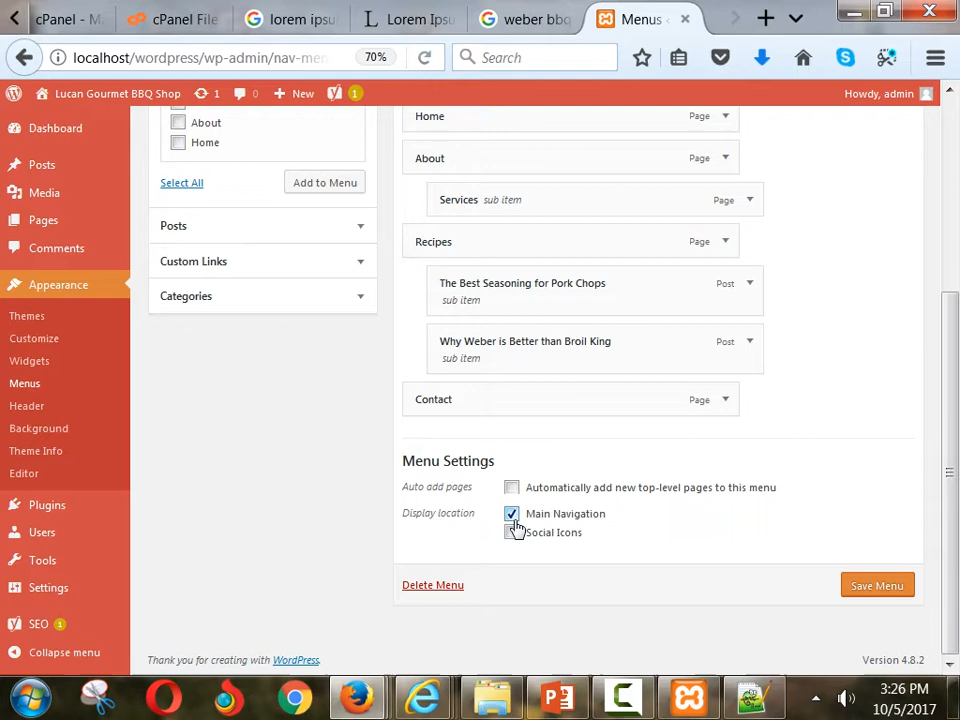 cPanel - M
cPanel File
lorem ipsu
Lorem Ips
weber bbq
Menus
localhost/wordpress/wp-admin/nav-me
70%
Search
Lucan Gourmet BBQ Shop
1
0
New
1
Howdy, admin
Dashboard
Posts
Media
Pages
Comments
Appearance
Themes
Customize
Widgets
Menus
Header
Background
Theme Info
Editor
Plugins
Users
Tools
Settings
SEO 1
Collapse menu
About
Home
Select All
Add to Menu
Posts
Custom Links
Categories
Home Page
About Page
Services sub item Page
Recipes Page
The Best Seasoning for Pork Chops Post
sub item
Why Weber is Better than Broil King Post
sub item
Contact Page
Menu Settings
Auto add pages Automatically add new top-level pages to this menu
Display location Main Navigation
Social Icons
Delete Menu
Save Menu
Thank you for creating with WordPress.
Version 4.8.2
3:26 PM
10/5/2017